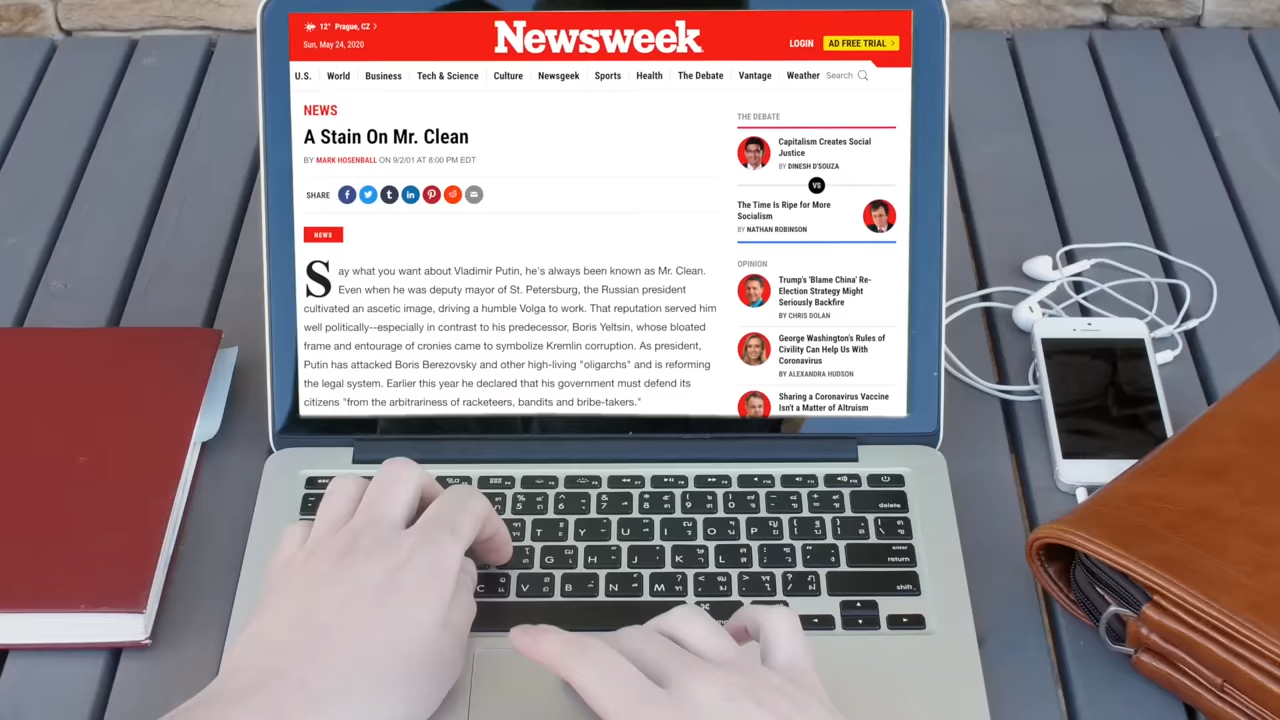 12° Prague, CZ
Sun, May 24, 2020
Newsweek
LOGIN
AD FREE TRIAL
U.S. World Business Tech & Science Culture Newsgeek Sports Health The Debate Vantage Weather Search
NEWS
A Stain On Mr. Clean
BY MARK HOSENBALL ON 9/2/01 AT 8:00 PM EDT
SHARE
NEWS
Say what you want about Vladimir Putin, he's always been known as Mr. Clean.
Even when he was deputy mayor of St. Petersburg, the Russian president
cultivated an ascetic image, driving a humble Volga to work. That reputation served him
well politically--especially in contrast to his predecessor, Boris Yeltsin, whose bloated
frame and entourage of cronies came to symbolize Kremlin corruption. As president,
Putin has attacked Boris Berezovsky and other high-living "oligarchs" and is reforming
the legal system. Earlier this year he declared that his government must defend its
citizens "from the arbitrariness of racketeers, bandits and bribe-takers."
THE DEBATE
Capitalism Creates Social
Justice
BY DINESH D'SOUZA
VS
The Time Is Ripe for More
Socialism
BY NATHAN ROBINSON
OPINION
Trump's 'Blame China' Re-
Election Strategy Might
Seriously Backfire
BY CHRIS DOLAN
George Washington's Rules of
Civility Can Help Us With
Coronavirus
BY ALEXANDRA HUDSON
Sharing a Coronavirus Vaccine
Isn't a Matter of Altruism
5 6 7 8 9 0 delete
T Y U I O P
G H J K L enter
return
C V B N M shift